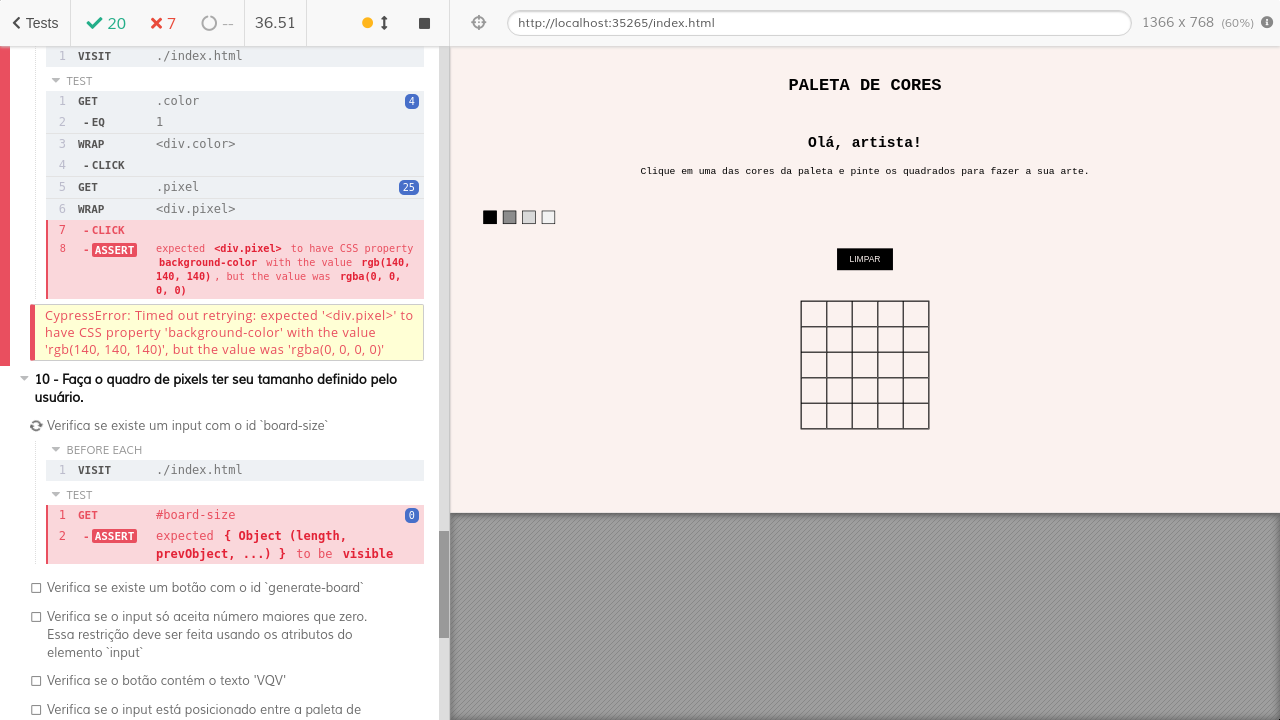 Tests 20 7 -- 36.51
http://localhost:35265/index.html 1366 x 768 (60%)
1 VISIT ./index.html
TEST
1 GET .color 4
2 -EQ 1
3 WRAP <div.color>
4 -CLICK
5 GET .pixel 25
6 WRAP <div.pixel>
7 -CLICK
8 -ASSERT expected <div.pixel> to have CSS property
background-color with the value rgb(140,
140, 140) , but the value was rgba(0, 0,
0, 0)
CypressError: Timed out retrying: expected '<div.pixel>' to
have CSS property 'background-color' with the value
'rgb(140, 140, 140)', but the value was 'rgba(0, 0, 0, 0)'
10 - Faça o quadro de pixels ter seu tamanho definido pelo
usuário.
Verifica se existe um input com o id `board-size`
BEFORE EACH
1 VISIT ./index.html
TEST
1 GET #board-size 0
2 -ASSERT expected { Object (length,
prevObject, ...) } to be visible
Verifica se existe um botão com o id `generate-board`
Verifica se o input só aceita número maiores que zero.
Essa restrição deve ser feita usando os atributos do
elemento `input`
Verifica se o botão contém o texto 'VQV'
Verifica se o input está posicionado entre a paleta de
PALETA DE CORES
Olá, artista!
Clique em uma das cores da paleta e pinte os quadrados para fazer a sua arte.
LIMPAR